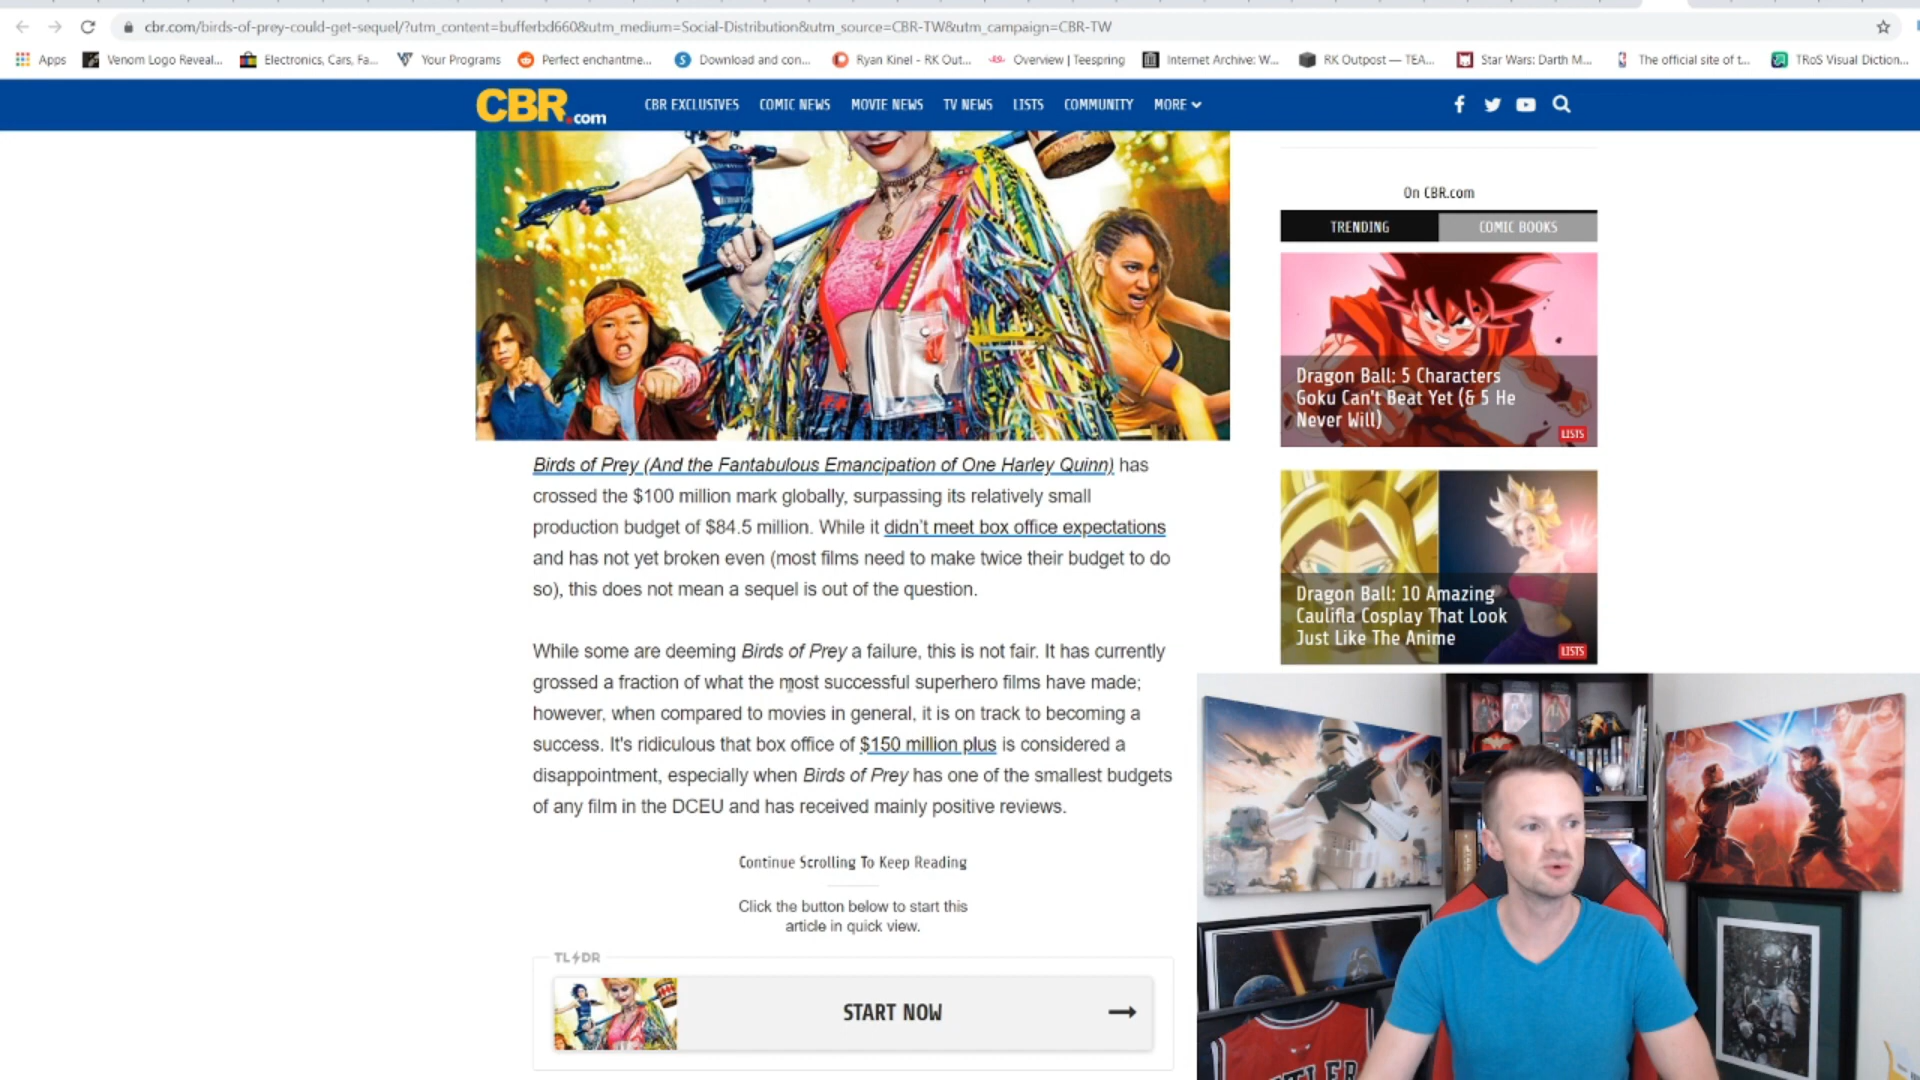 cbr.com/birds-of-prey-could-get-sequel/?utm_content=bufferbd660&utm_medium=Social-Distribution&utm_source=CBR-TW&utm_campaign=CBR-TW
Apps Venom Logo Reveal... Electronics, Cars, Fa... Your Programs Perfect enchantme... Download and con... Ryan Kinel - RK Out... Overview | Teespring Internet Archive: W... RK Outpost — TEA... Star Wars: Darth M... The official site of t... TRoS Visual Diction...
CBR.com CBR EXCLUSIVES COMIC NEWS MOVIE NEWS TV NEWS LISTS COMMUNITY MORE
Birds of Prey (And the Fantabulous Emancipation of One Harley Quinn) has
crossed the $100 million mark globally, surpassing its relatively small
production budget of $84.5 million. While it didn't meet box office expectations
and has not yet broken even (most films need to make twice their budget to do
so), this does not mean a sequel is out of the question.
While some are deeming Birds of Prey a failure, this is not fair. It has currently
grossed a fraction of what the most successful superhero films have made;
however, when compared to movies in general, it is on track to becoming a
success. It's ridiculous that box office of $150 million plus is considered a
disappointment, especially when Birds of Prey has one of the smallest budgets
of any film in the DCEU and has received mainly positive reviews.
Continue Scrolling To Keep Reading
Click the button below to start this
article in quick view.
TL DR
START NOW
On CBR.com
TRENDING COMIC BOOKS
Dragon Ball: 5 Characters
Goku Can't Beat Yet (& 5 He
Never Will)
LISTS
Dragon Ball: 10 Amazing
Caulifla Cosplay That Look
Just Like The Anime
LISTS